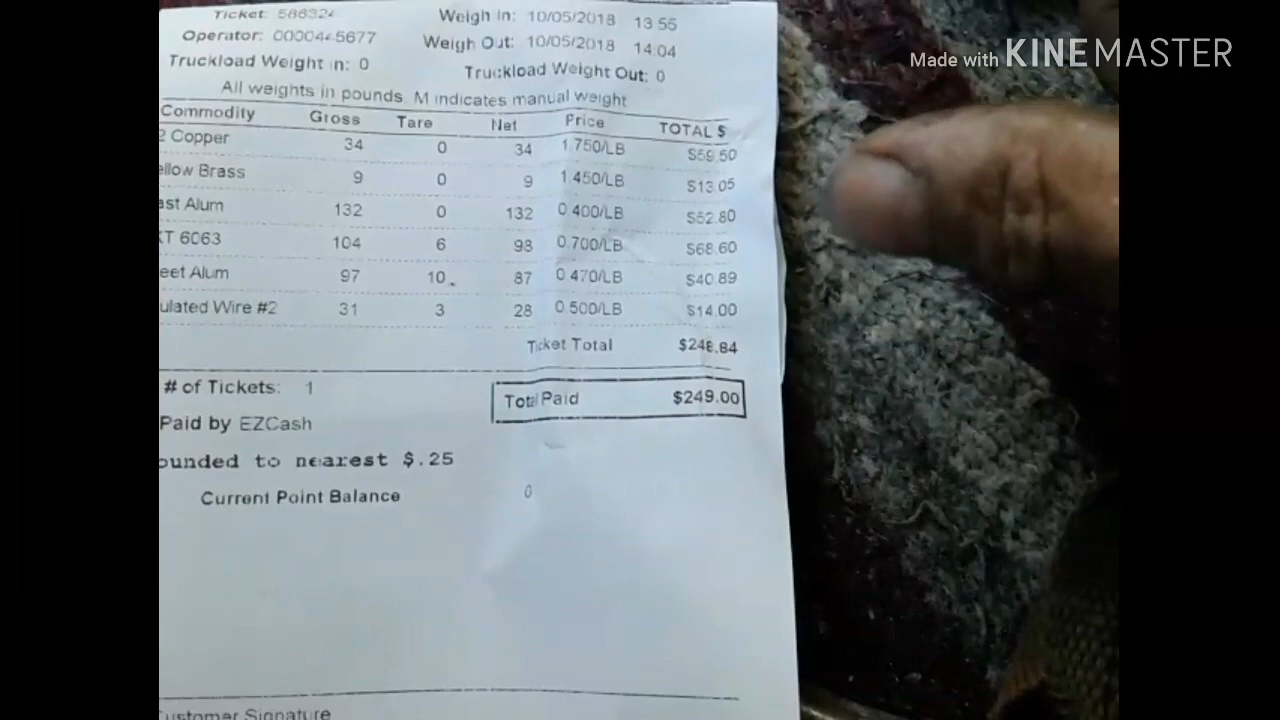 Ticket: 586324
Weigh In: 10/05/2018 13:55
Operator: 0000445677
Weigh Out: 10/05/2018 14:04
Truckload Weight In: 0
Truckload Weight Out: 0
All weights in pounds M indicates manual weight
Commodity Gross Tare Net Price TOTAL $
2 Copper 34 0 34 1.750/LB $59.50
ellow Brass 9 0 9 1.450/LB $13.05
ast Alum 132 0 132 0.400/LB $52.80
XT 6063 104 6 98 0.700/LB $68.60
eet Alum 97 10 87 0.470/LB $40.89
ulated Wire #2 31 3 28 0.500/LB $14.00
Ticket Total $248.84
# of Tickets: 1
Total Paid $249.00
Paid by EZCash
ounded to nearest $.25
Current Point Balance 0
Customer Signature
Made with KINEMASTER